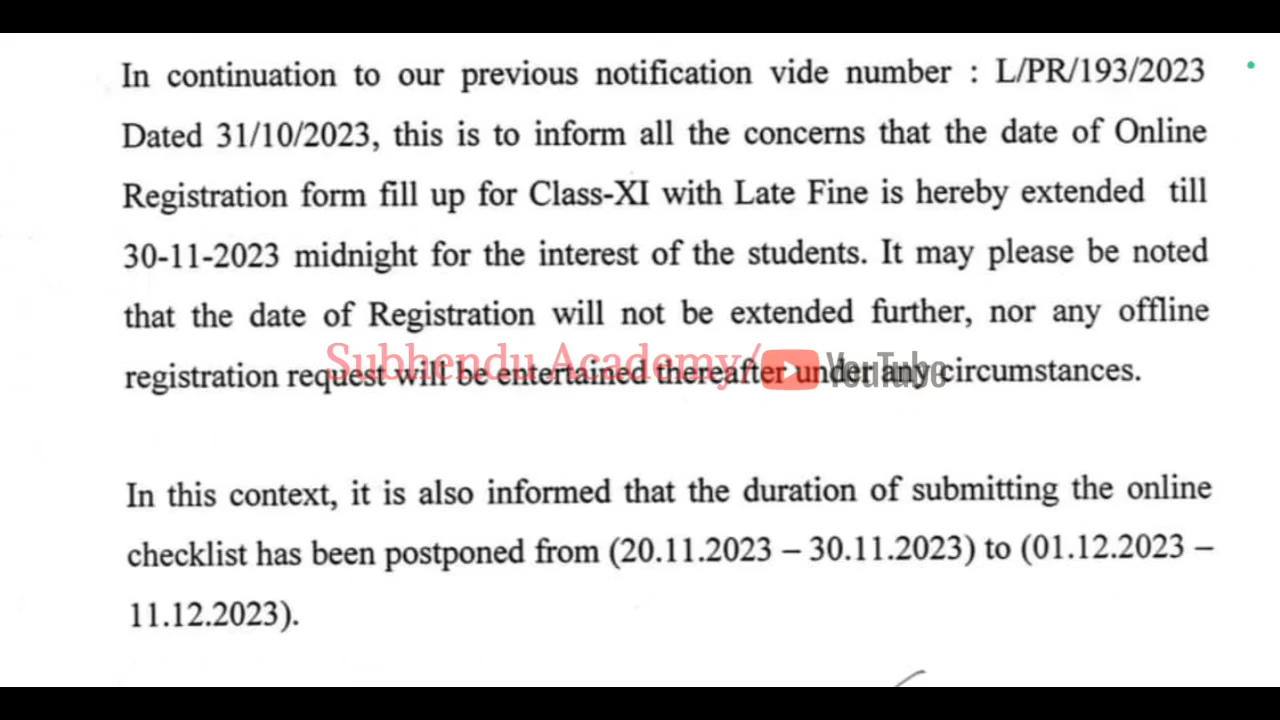 In continuation to our previous notification vide number : L/PR/193/2023
Dated 31/10/2023, this is to inform all the concerns that the date of Online
Registration form fill up for Class-XI with Late Fine is hereby extended till
30-11-2023 midnight for the interest of the students. It may please be noted
that the date of Registration will not be extended further, nor any offline
registration request will be entertained thereafter under any circumstances.
Subhendu Academy/ YouTube
In this context, it is also informed that the duration of submitting the online
checklist has been postponed from (20.11.2023 – 30.11.2023) to (01.12.2023 –
11.12.2023).